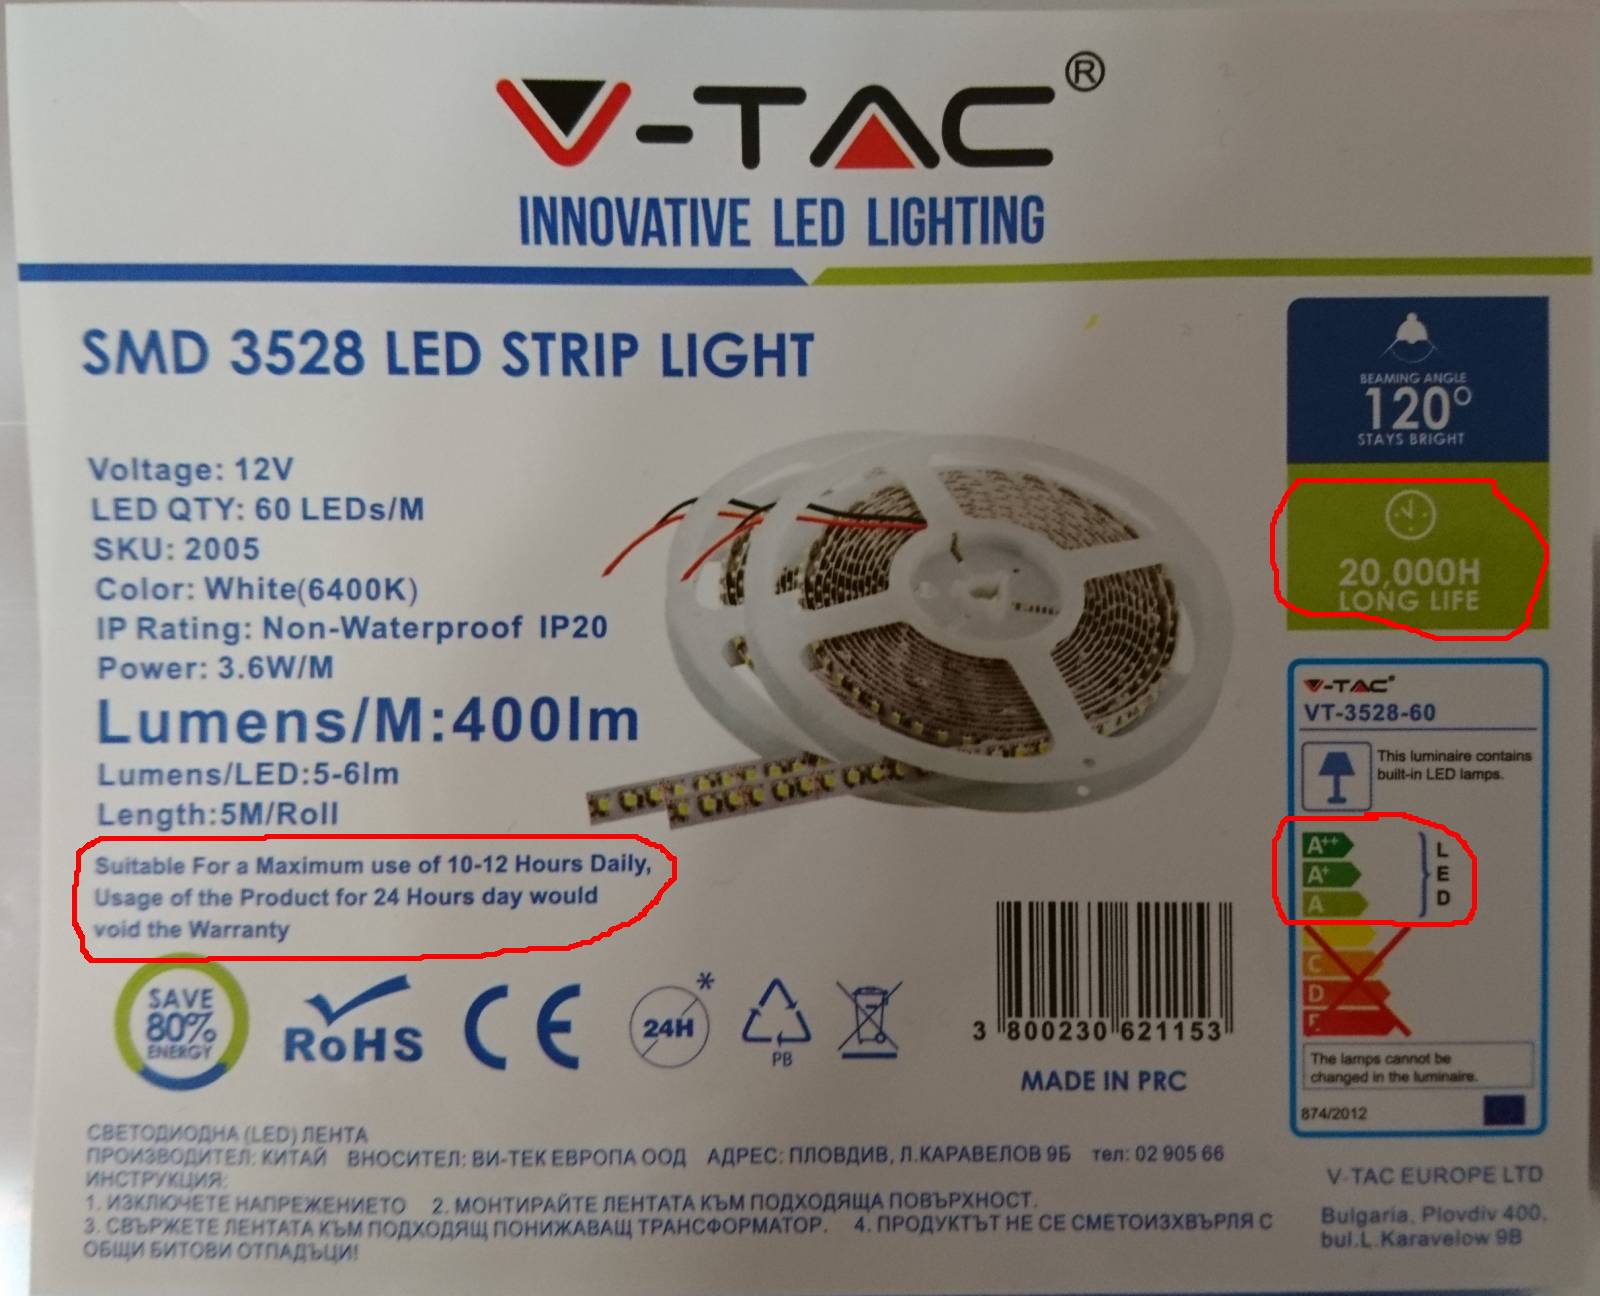 V-TAC®
INNOVATIVE LED LIGHTING
SMD 3528 LED STRIP LIGHT
Voltage: 12V
LED QTY: 60 LEDs/M
SKU: 2005
Color: White(6400K)
IP Rating: Non-Waterproof IP20
Power: 3.6W/M
Lumens/M:400lm
Lumens/LED:5-6lm
Length:5M/Roll
Suitable For a Maximum use of 10-12 Hours Daily,
Usage of the Product for 24 Hours day would
void the Warranty
BEAMING ANGLE
120°
STAYS BRIGHT
20,000H
LONG LIFE
V-TAC®
VT-3528-60
This luminaire contains
built-in LED lamps.
A++
A+
A
LED
C
D
The lamps cannot be
changed in the luminaire.
874/2012
SAVE
80%
ENERGY
RoHS
CE
24H*
PB
3 800230 621153
MADE IN PRC
СВЕТОДИОДНА (LED) ЛЕНТА
ПРОИЗВОДИТЕЛ: КИТАЙ ВНОСИТЕЛ: ВИ-ТЕК ЕВРОПА ООД АДРЕС: ПЛОВДИВ, Л.КАРАВЕЛОВ 9Б тел: 02 905 66
ИНСТРУКЦИЯ:
1. ИЗКЛЮЧЕТЕ НАПРЕЖЕНИЕТО 2. МОНТИРАЙТЕ ЛЕНТАТА КЪМ ПОДХОДЯЩА ПОВЪРХНОСТ.
3. СВЪРЖЕТЕ ЛЕНТАТА КЪМ ПОДХОДЯЩ ПОНИЖАВАЩ ТРАНСФОРМАТОР. 4. ПРОДУКТЪТ НЕ СЕ СМЕТОИЗХВЪРЛЯ С
ОБЩИ БИТОВИ ОТПАДЪЦИ!
V-TAC EUROPE LTD
Bulgaria, Plovdiv 400,
bul.L.Karavelow 9B